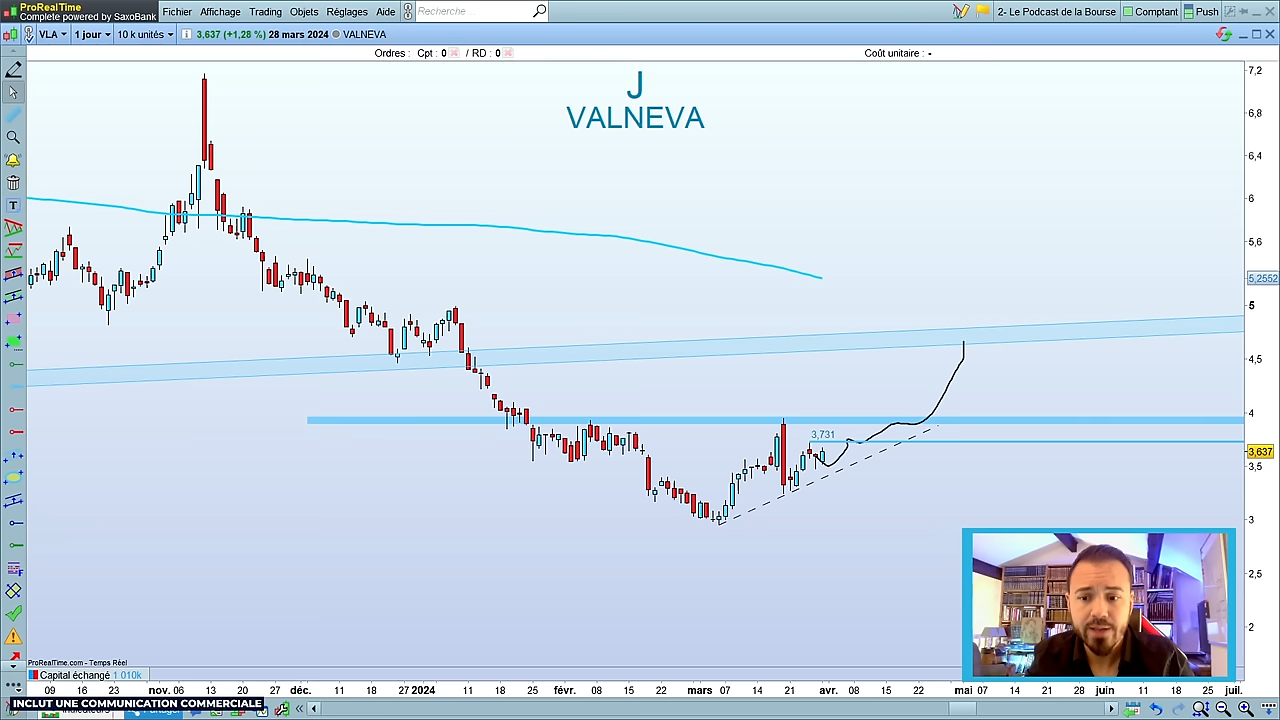 ProRealTime
Complete powered by SaxoBank
Fichier Affichage Trading Objets Réglages Aide
Recherche
2- Le Podcast de la Bourse
Comptant
Push
VLA
1 jour
10 k unités
3,637 (+1,28 %) 28 mars 2024
VALNEVA
Ordres : Cpt : 0 / RD : 0
Coût unitaire : -
J
VALNEVA
7,2
6,8
6,4
6
5,6
5,2552
5
4,5
4
3,731
3,637
3,5
3
2,5
2
ProRealTime.com - Temps Réel
Capital échangé 1 010k
09 16 23 nov. 06 13 20 déc. 11 18 27 2024 11 18 févr. 08 15 mars 07 14 21 avr. 08 15 22 mai 07 14 21 28 juin 11 18 25 juil.
INCLUT UNE COMMUNICATION COMMERCIALE